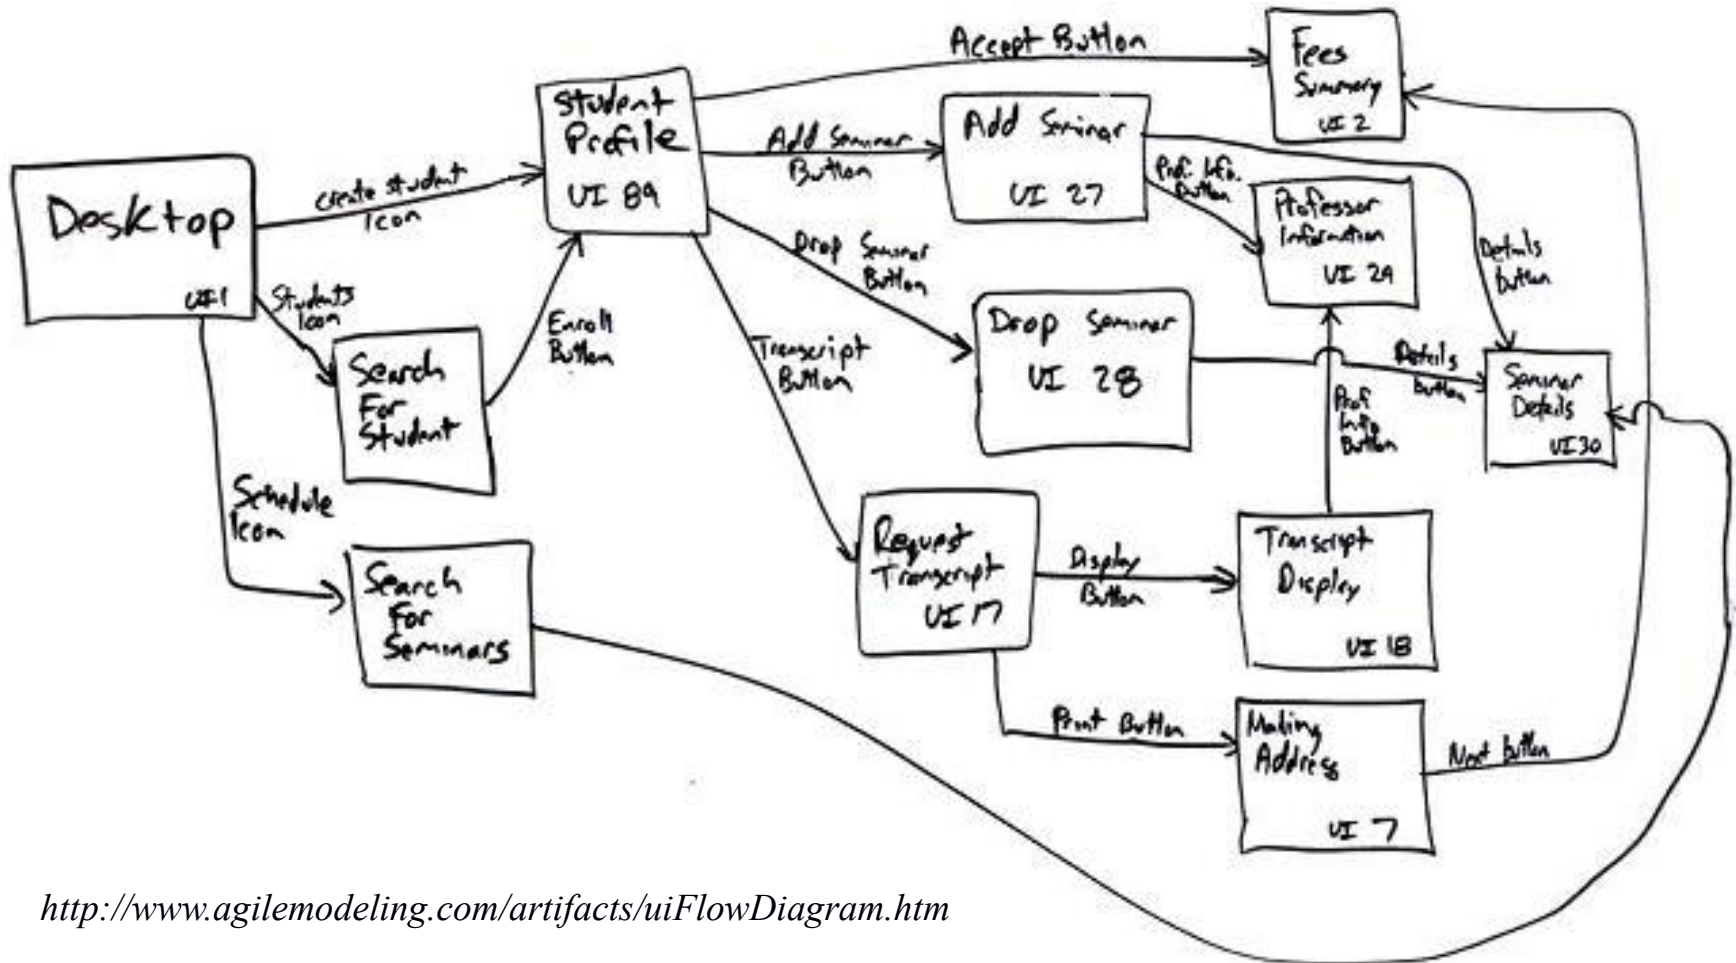 Desktop
UI 1
Create Student
Icon
Students
Icon
Schedule
Icon
Search
For
Student
Enroll
Button
Search
For
Seminars
Student
Profile
UI 89
Accept Button
Add Seminar
Button
Drop Seminar
Button
Transcript
Button
Add Seminar
UI 27
Prof. Info.
Button
Details
Button
Drop Seminar
UI 28
Details
Button
Request
Transcript
UI 17
Display
Button
Print Button
Fees
Summary
UI 2
Professor
Information
UI 29
Seminar
Details
UI 30
Prof
Info
Button
Transcript
Display
UI 18
Mailing
Address
UI 7
Next Button
http://www.agilemodeling.com/artifacts/uiFlowDiagram.htm